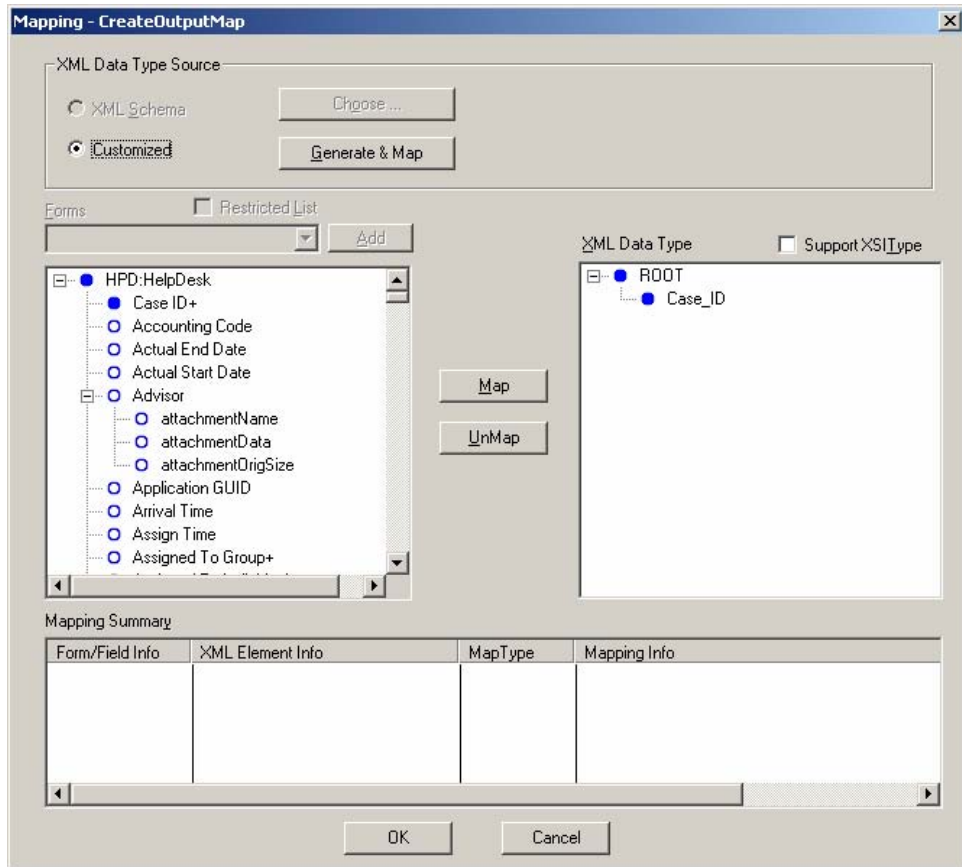 Mapping - CreateOutputMap
XML Data Type Source
XML Schema
Choose ...
Customized
Generate & Map
Forms
Restricted List
Add
XML Data Type
Support XSIType
HPD:HelpDesk
Case ID+
Accounting Code
Actual End Date
Actual Start Date
Advisor
attachmentName
attachmentData
attachmentOrigSize
Application GUID
Arrival Time
Assign Time
Assigned To Group+
ROOT
Case_ID
Map
UnMap
Mapping Summary
Form/Field Info XML Element Info MapType Mapping Info
OK Cancel